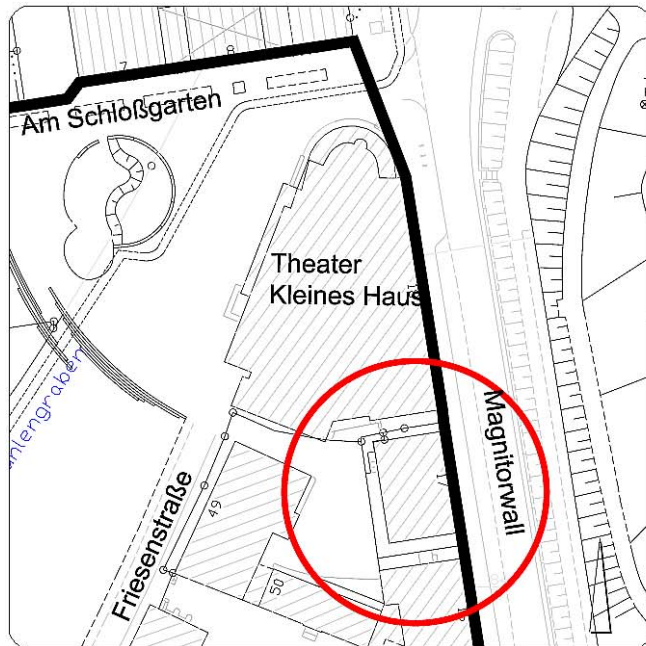 7
8
Am Schloßgarten
Theater
Kleines Haus
Magnitorwall
Friesenstraße
49
50